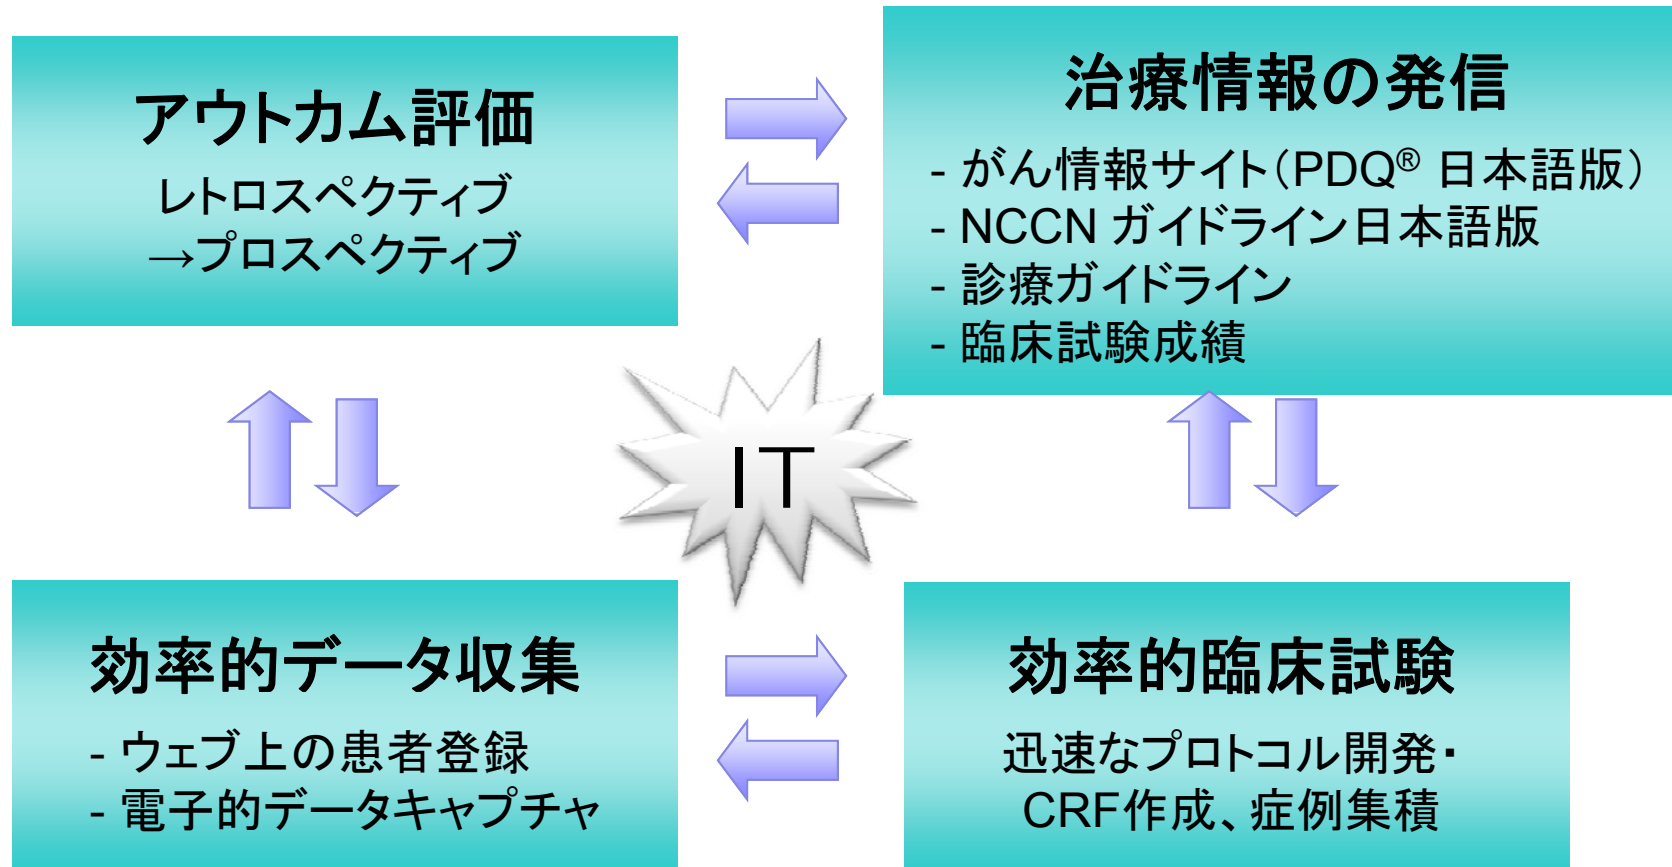 アウトカム評価
レトロスペクティブ
→プロスペクティブ
治療情報の発信
- がん情報サイト（PDQ® 日本語版）
- NCCN ガイドライン日本語版
- 診療ガイドライン
- 臨床試験成績
IT
効率的データ収集
- ウェブ上の患者登録
- 電子的データキャプチャ
効率的臨床試験
迅速なプロトコル開発・
CRF作成、症例集積